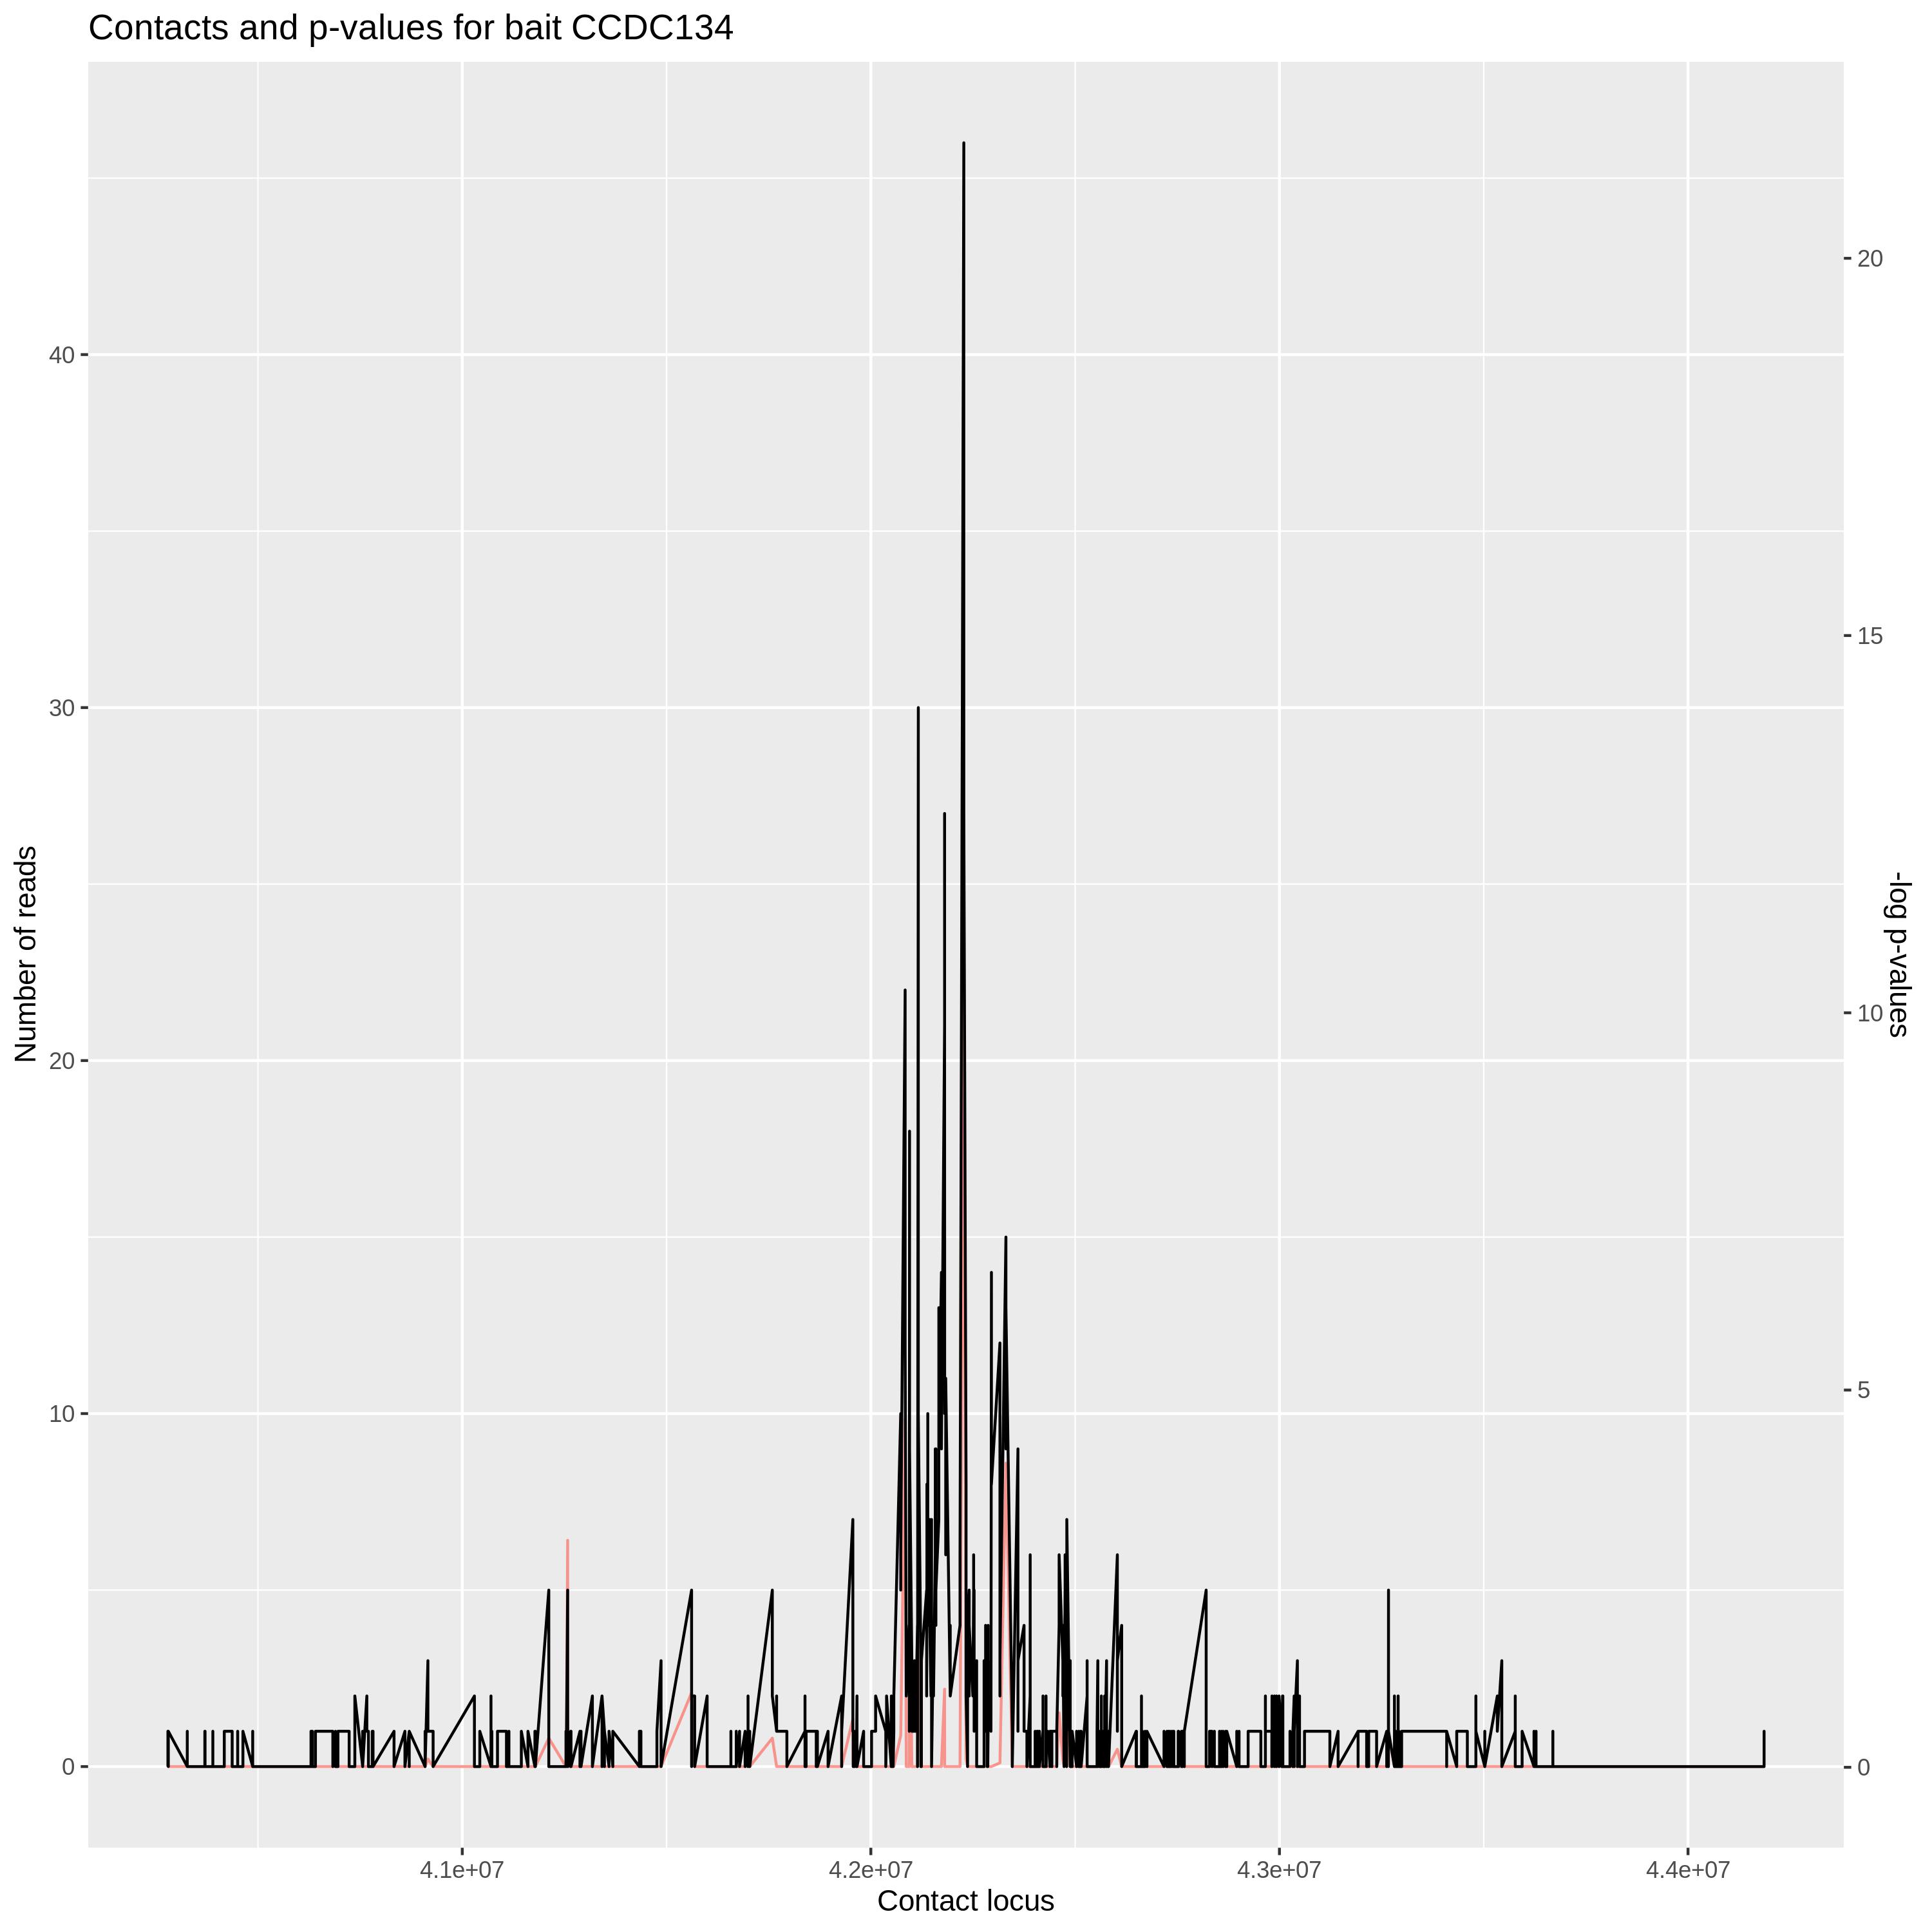 Contacts and p-values for bait CCDC134
Number of reads
40
30
20
10
0
20
15
10
5
0
-log p-values
4.1e+07 4.2e+07 4.3e+07 4.4e+07
Contact locus